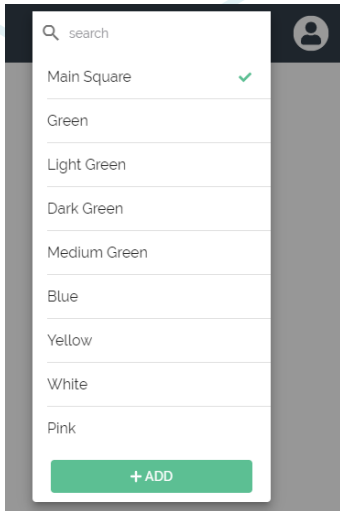 search
Main Square
Green
Light Green
Dark Green
Medium Green
Blue
Yellow
White
Pink
+ ADD